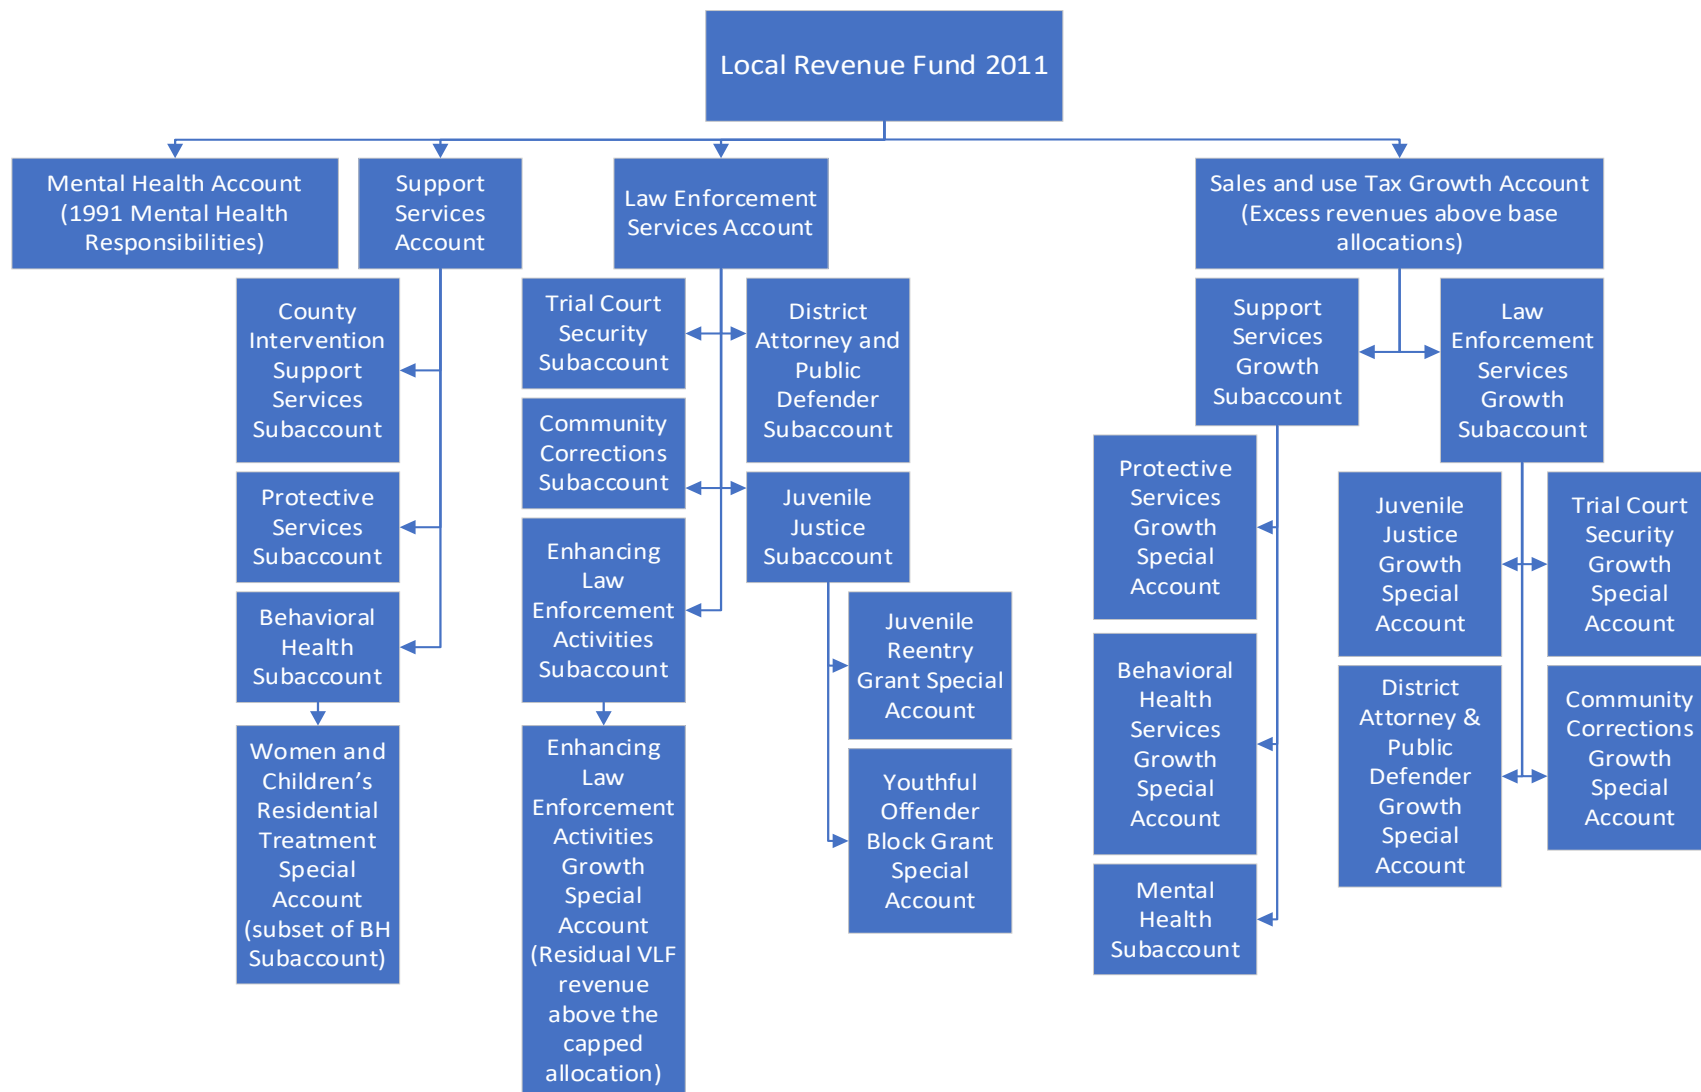 Local Revenue Fund 2011
Mental Health Account
(1991 Mental Health
Responsibilities)
Support
Services
Account
Law Enforcement
Services Account
Sales and use Tax Growth Account
(Excess revenues above base
allocations)
County
Intervention
Support
Services
Subaccount
Protective
Services
Subaccount
Behavioral
Health
Subaccount
Women and
Children’s
Residential
Treatment
Special
Account
(subset of BH
Subaccount)
Trial Court
Security
Subaccount
District
Attorney and
Public
Defender
Subaccount
Community
Corrections
Subaccount
Juvenile
Justice
Subaccount
Enhancing
Law
Enforcement
Activities
Subaccount
Juvenile
Reentry
Grant Special
Account
Youthful
Offender
Block Grant
Special
Account
Enhancing
Law
Enforcement
Activities
Growth
Special
Account
(Residual VLF
revenue
above the
capped
allocation)
Support
Services
Growth
Subaccount
Law
Enforcement
Services
Growth
Subaccount
Protective
Services
Growth
Special
Account
Behavioral
Health
Services
Growth
Special
Account
Mental
Health
Subaccount
Juvenile
Justice
Growth
Special
Account
Trial Court
Security
Growth
Special
Account
District
Attorney &
Public
Defender
Growth
Special
Account
Community
Corrections
Growth
Special
Account